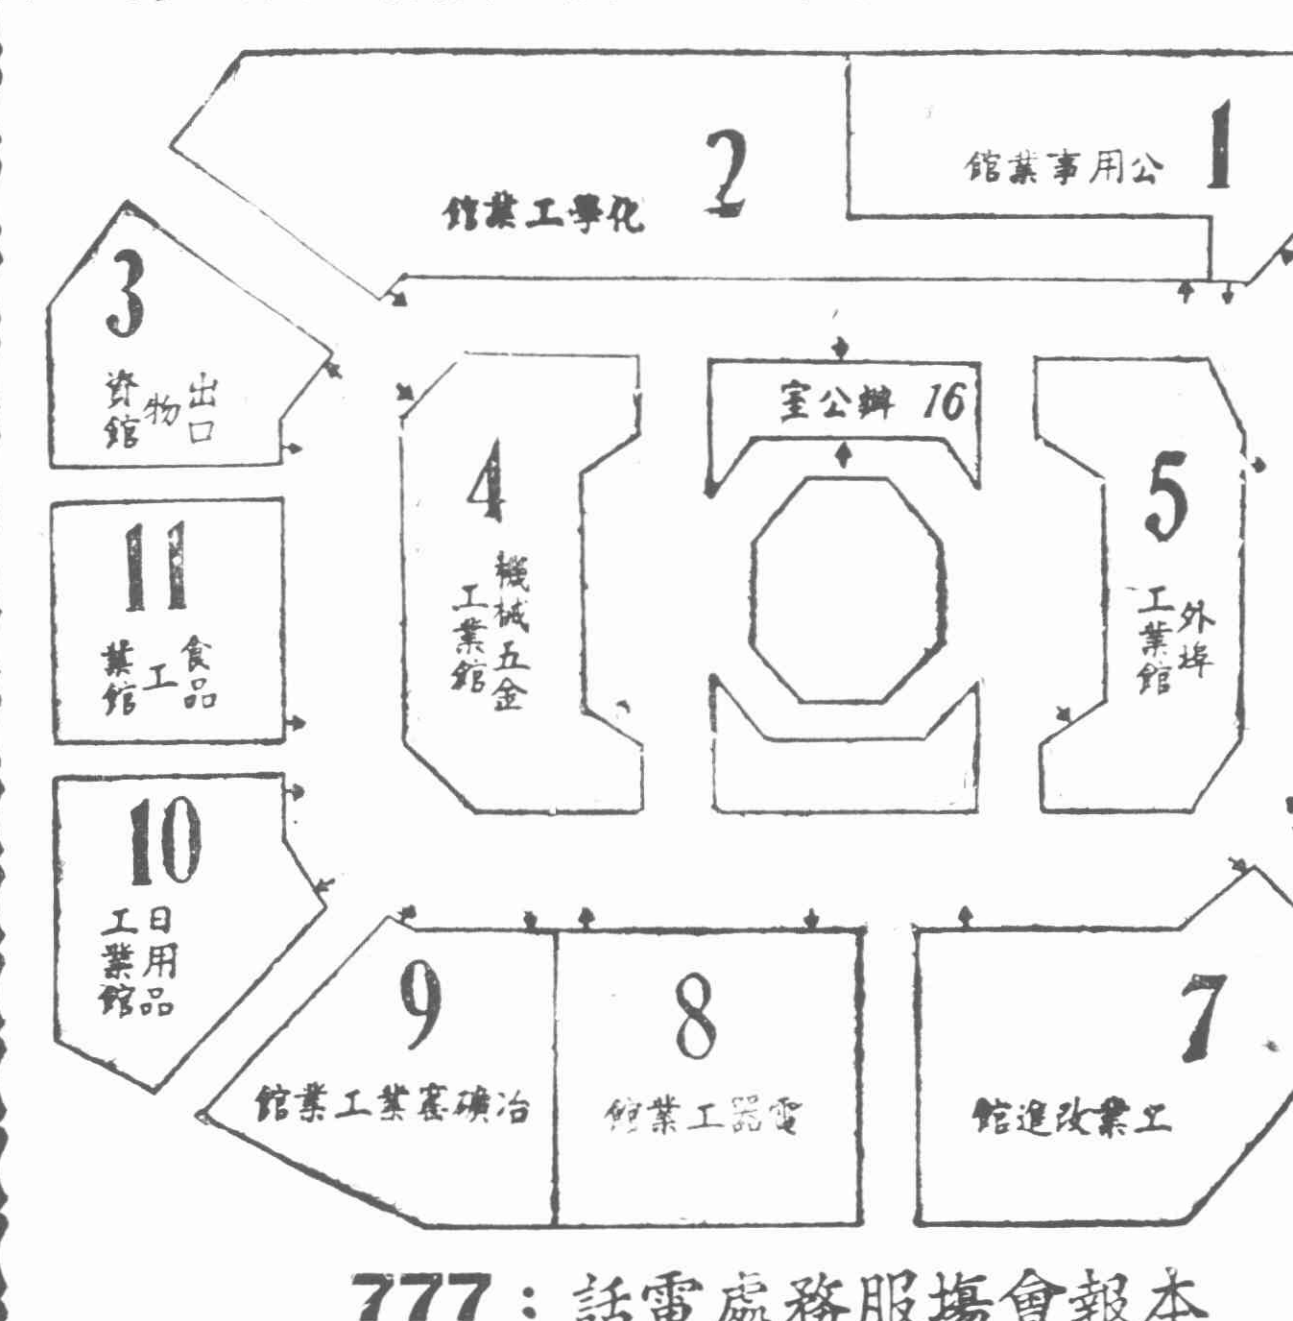 1
公用事業館
2
化學工業館
3
出口
物
資館
16 辦公室
4
機械五金
工業館
5
外埠
工業館
11
食品
工
業館
10
日用品
工業館
9
冶礦窰業工業館
8
電器工業館
7
工業改進館
本報會塲服務處電話：777